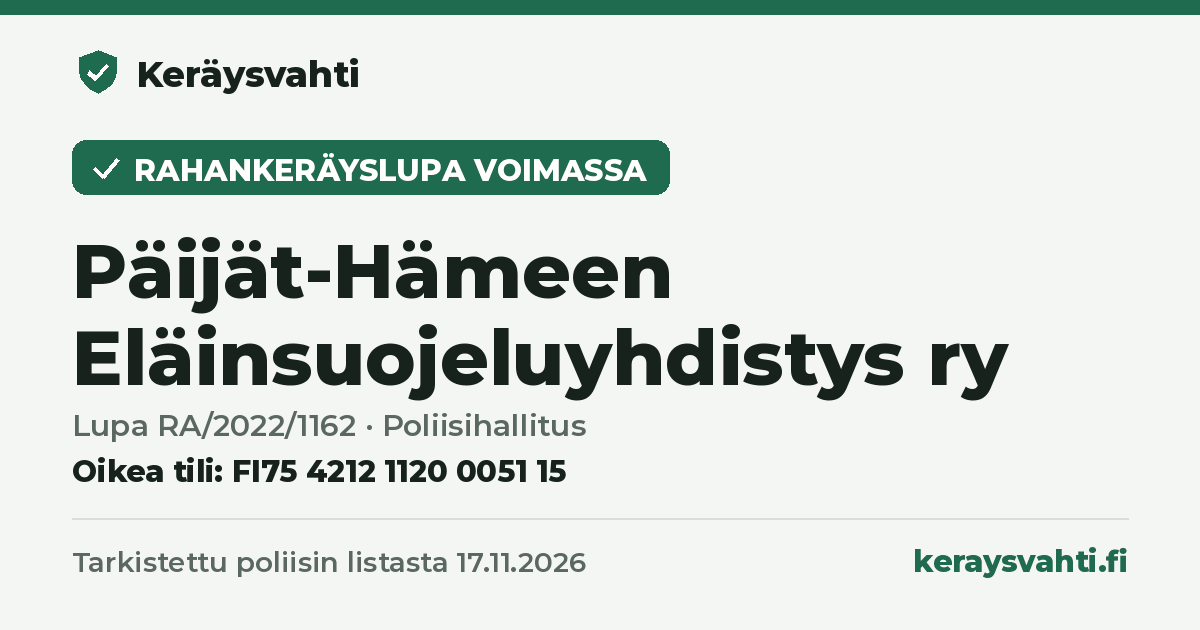 Keräysvahti
RAHANKERÄYSLUPA VOIMASSA
Päijät-Hämeen
Eläinsuojeluyhdistys ry
Lupa RA/2022/1162 · Poliisihallitus
Oikea tili: FI75 4212 1120 0051 15
Tarkistettu poliisin listasta 17.11.2026
keraysvahti.fi